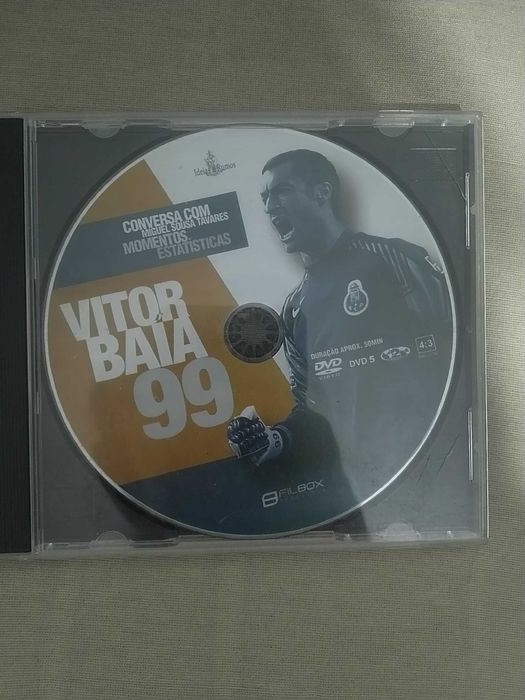 Ideias & Rumos
CONVERSA COM
MIGUEL SOUSA TAVARES
MOMENTOS
ESTATÍSTICAS
VITOR
BAÍA
99
DURAÇÃO APROX. 50MIN
DVD
VIDEO
DVD 5
4:3
99
FILBOX